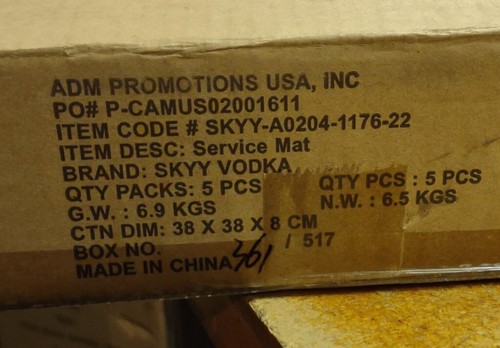 ADM PROMOTIONS USA, iNC
PO# P-CAMUS02001611
ITEM CODE # SKYY-A0204-1176-22
ITEM DESC: Service Mat
BRAND: SKYY VODKA
QTY PACKS: 5 PCS QTY PCS : 5 PCS
G.W. : 6.9 KGS N.W. : 6.5 KGS
CTN DIM: 38 X 38 X 8 CM
BOX NO. 361 / 517
MADE IN CHINA